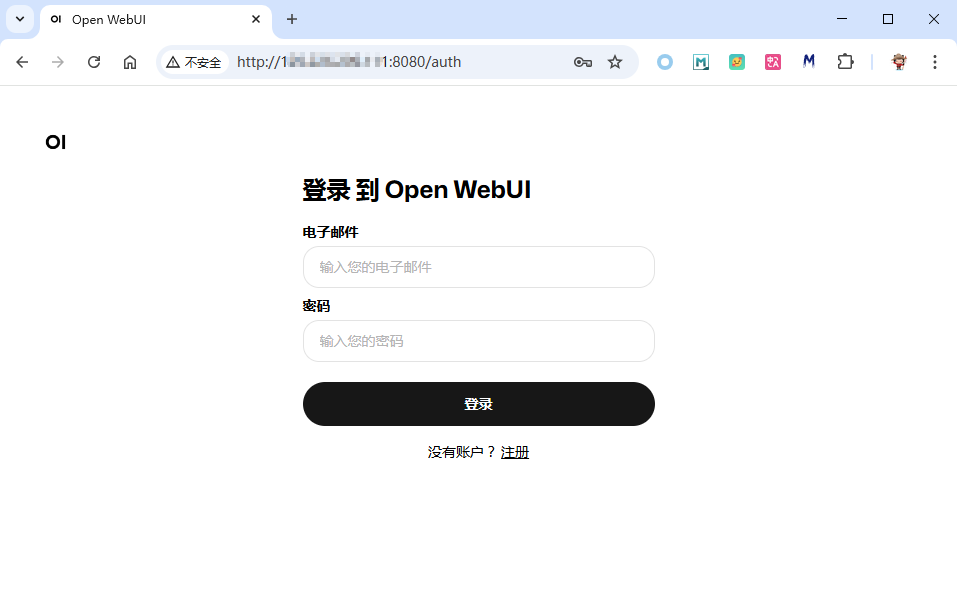 OI Open WebUI
不安全 http://1 1:8080/auth
OI
登录 到 Open WebUI
电子邮件
输入您的电子邮件
密码
输入您的密码
登录
没有账户？ 注册